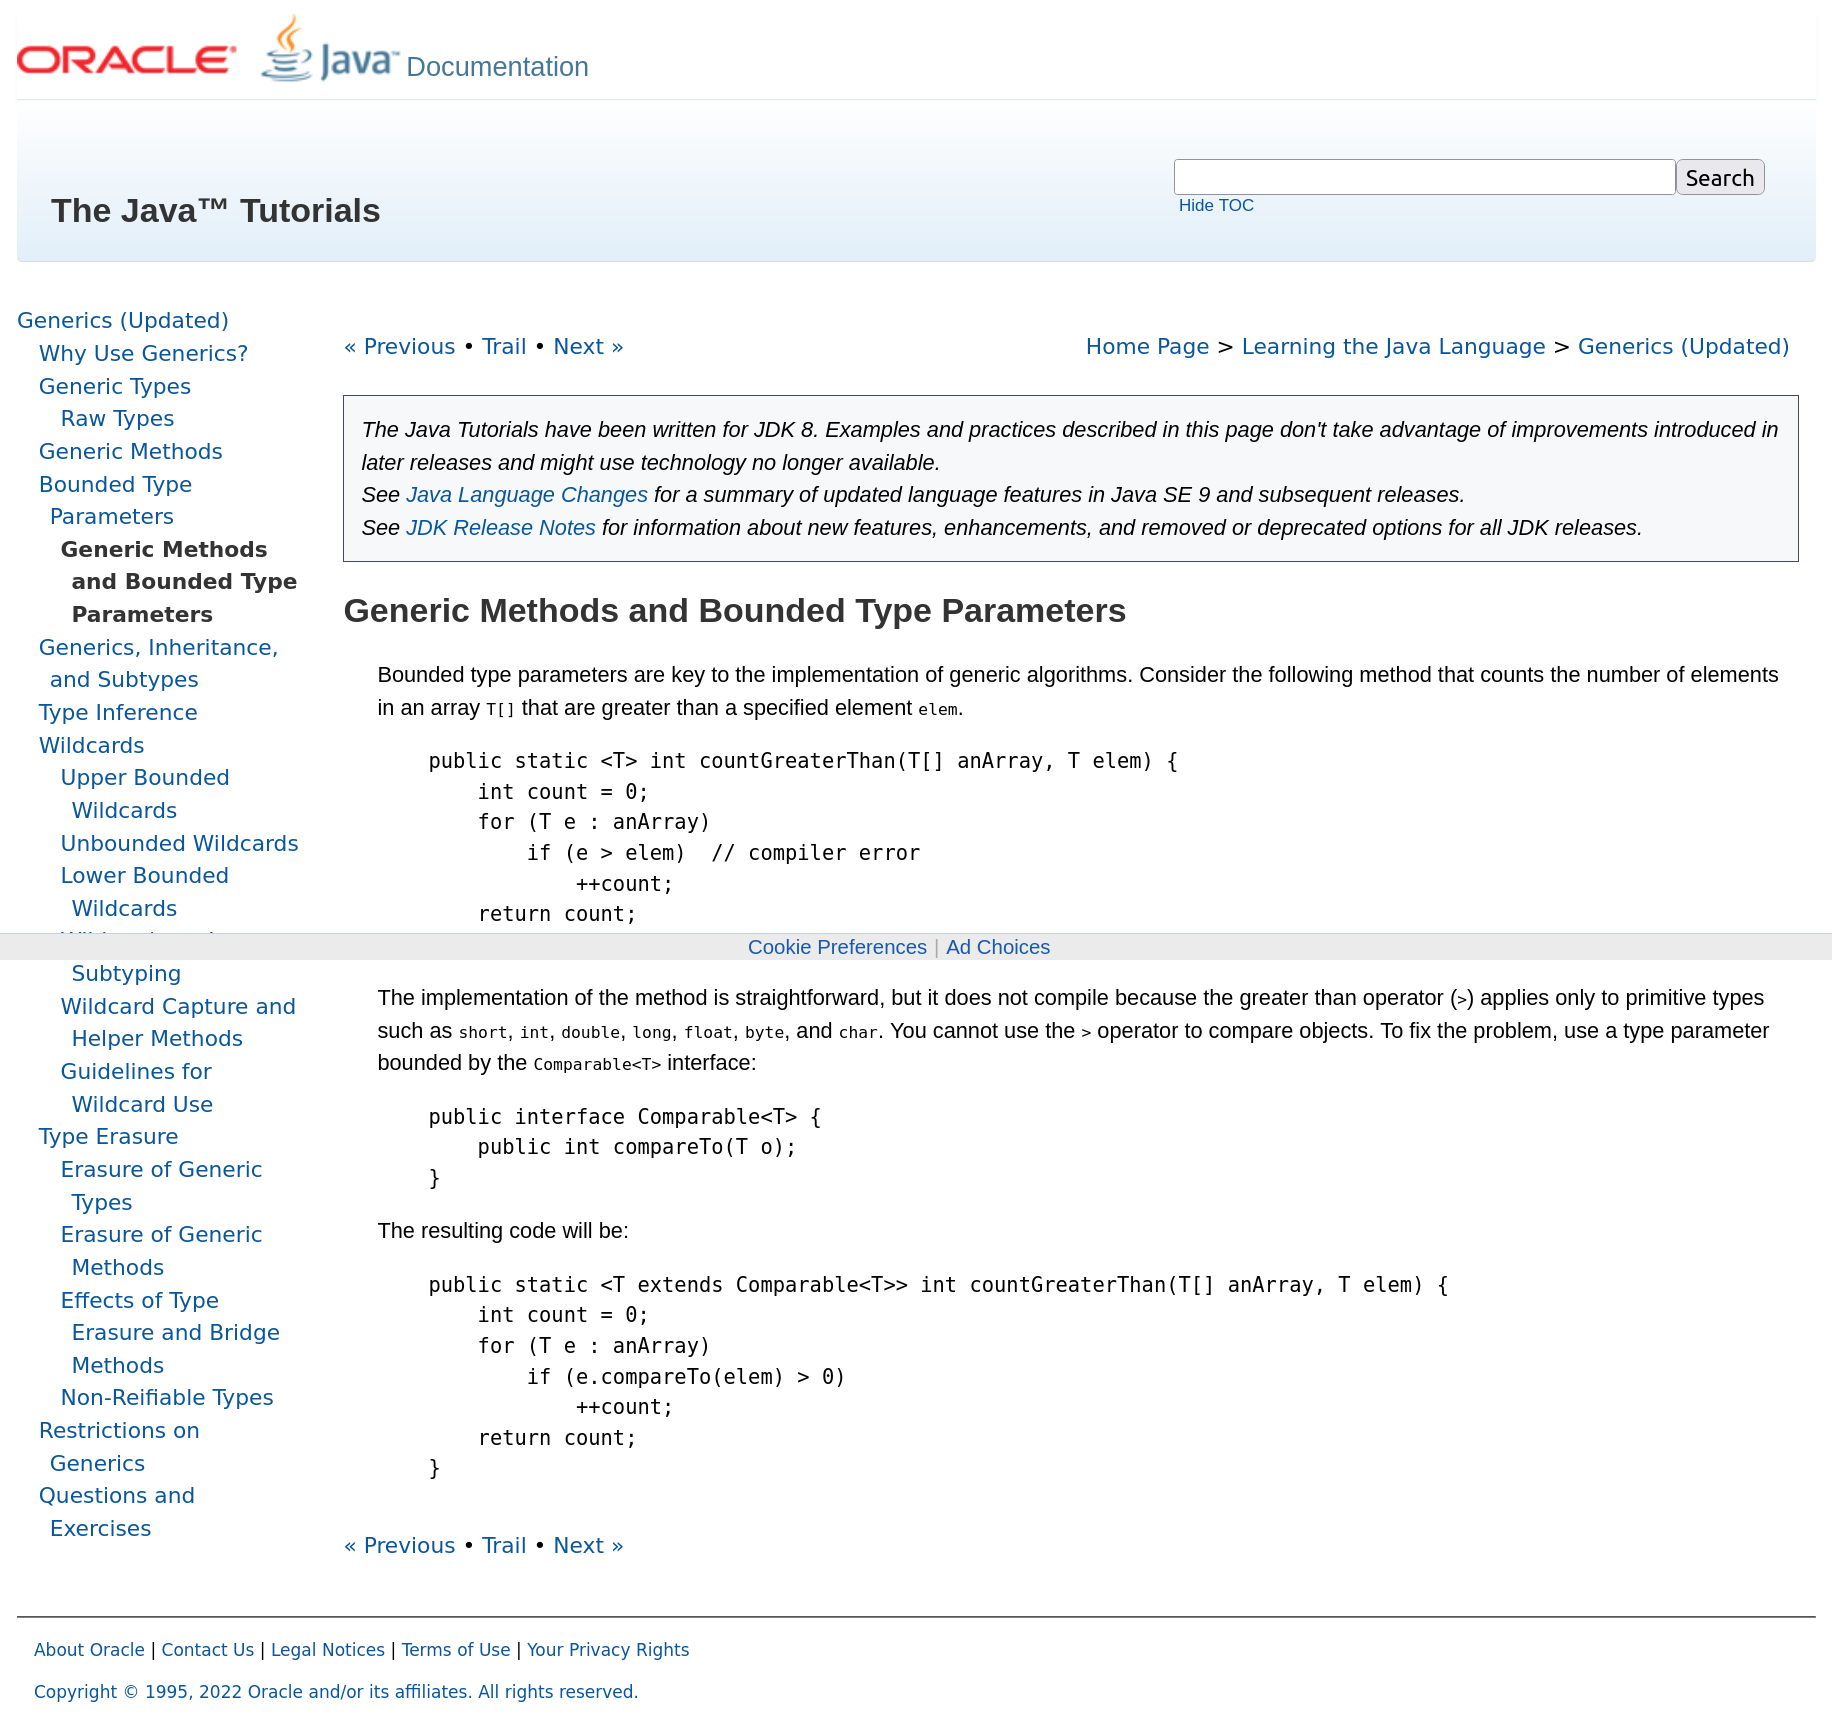 ORACLE® Java™ Documentation
The Java™ Tutorials
Search
Hide TOC
Generics (Updated)
Why Use Generics?
Generic Types
Raw Types
Generic Methods
Bounded Type
Parameters
Generic Methods
and Bounded Type
Parameters
Generics, Inheritance,
and Subtypes
Type Inference
Wildcards
Upper Bounded
Wildcards
Unbounded Wildcards
Lower Bounded
Wildcards
Subtyping
Wildcard Capture and
Helper Methods
Guidelines for
Wildcard Use
Type Erasure
Erasure of Generic
Types
Erasure of Generic
Methods
Effects of Type
Erasure and Bridge
Methods
Non-Reifiable Types
Restrictions on
Generics
Questions and
Exercises
« Previous • Trail • Next »
Home Page > Learning the Java Language > Generics (Updated)
The Java Tutorials have been written for JDK 8. Examples and practices described in this page don't take advantage of improvements introduced in
later releases and might use technology no longer available.
See Java Language Changes for a summary of updated language features in Java SE 9 and subsequent releases.
See JDK Release Notes for information about new features, enhancements, and removed or deprecated options for all JDK releases.
Generic Methods and Bounded Type Parameters
Bounded type parameters are key to the implementation of generic algorithms. Consider the following method that counts the number of elements
in an array T[] that are greater than a specified element elem.
public static <T> int countGreaterThan(T[] anArray, T elem) {
    int count = 0;
    for (T e : anArray)
        if (e > elem)  // compiler error
            ++count;
    return count;
Cookie Preferences | Ad Choices
The implementation of the method is straightforward, but it does not compile because the greater than operator (>) applies only to primitive types
such as short, int, double, long, float, byte, and char. You cannot use the > operator to compare objects. To fix the problem, use a type parameter
bounded by the Comparable<T> interface:
public interface Comparable<T> {
    public int compareTo(T o);
}
The resulting code will be:
public static <T extends Comparable<T>> int countGreaterThan(T[] anArray, T elem) {
    int count = 0;
    for (T e : anArray)
        if (e.compareTo(elem) > 0)
            ++count;
    return count;
}
« Previous • Trail • Next »
About Oracle | Contact Us | Legal Notices | Terms of Use | Your Privacy Rights
Copyright © 1995, 2022 Oracle and/or its affiliates. All rights reserved.